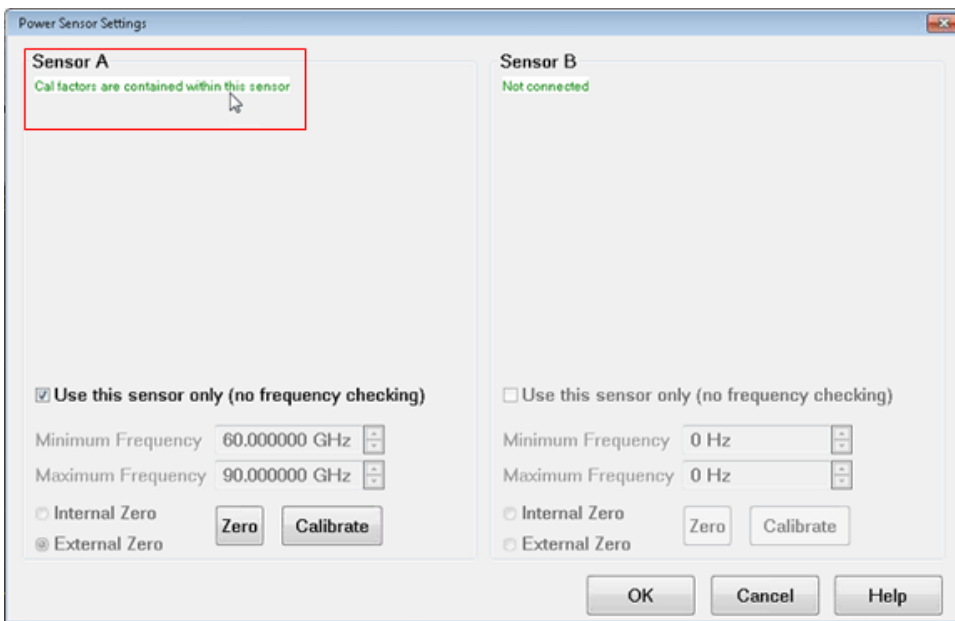 Power Sensor Settings
Sensor A
Cal factors are contained within this sensor
Use this sensor only (no frequency checking)
Minimum Frequency 60.000000 GHz
Maximum Frequency 90.000000 GHz
Internal Zero
External Zero
Zero
Calibrate
Sensor B
Not connected
Use this sensor only (no frequency checking)
Minimum Frequency 0 Hz
Maximum Frequency 0 Hz
Internal Zero
External Zero
Zero
Calibrate
OK
Cancel
Help